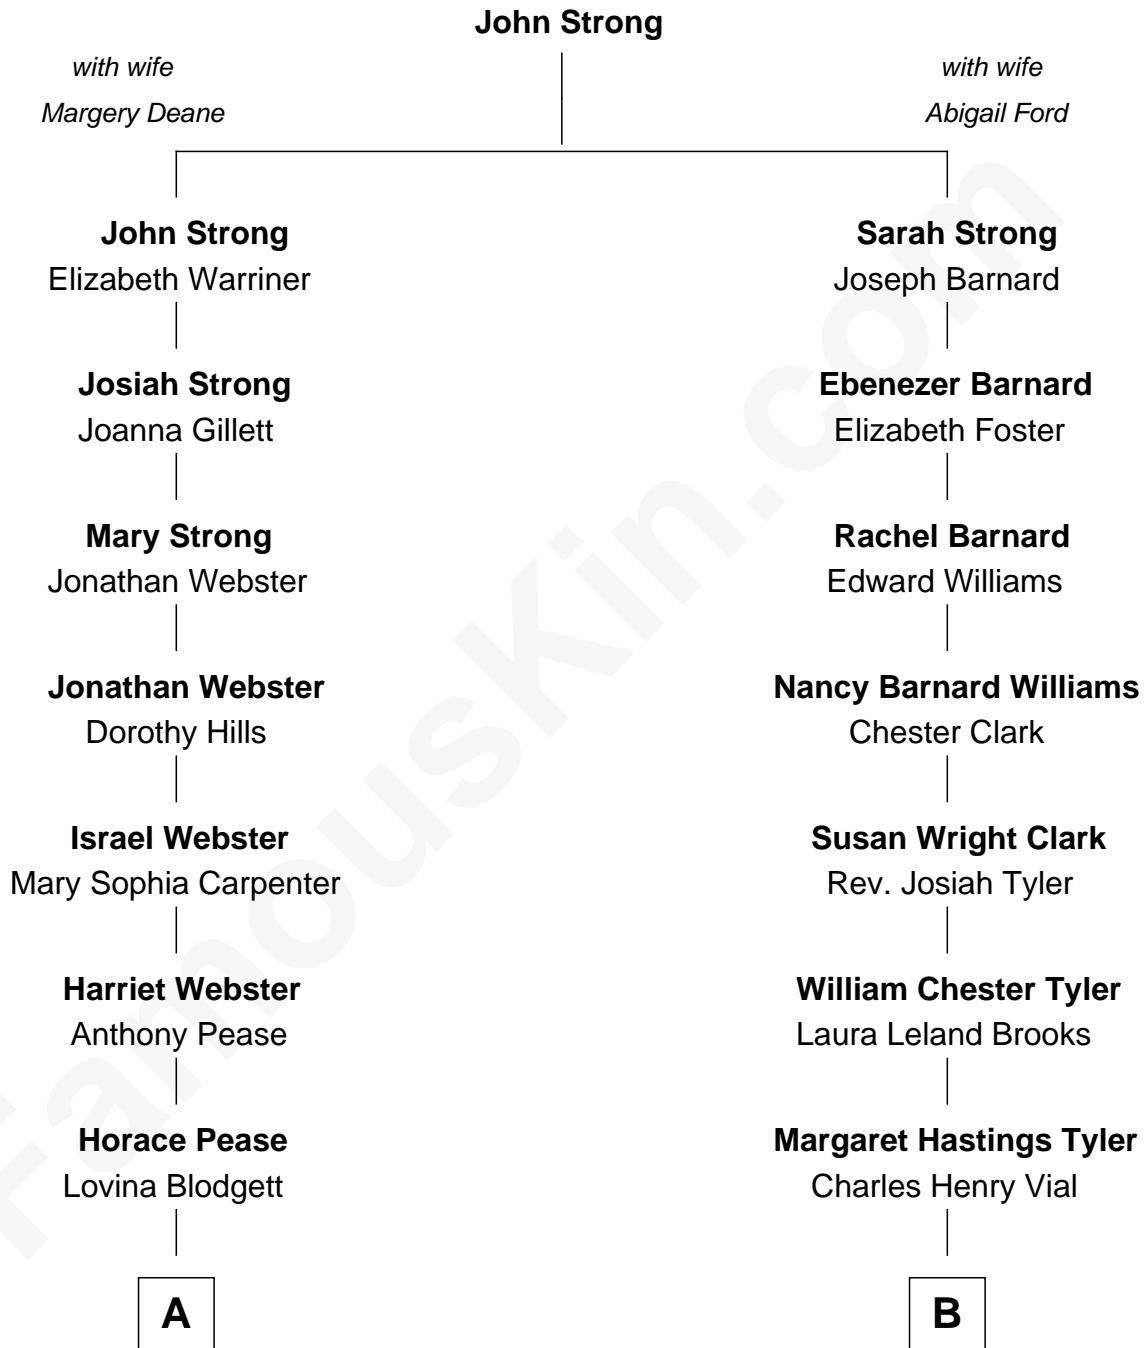 John Strong
with wife
Margery Deane
with wife
Abigail Ford
John Strong
Elizabeth Warriner
Sarah Strong
Joseph Barnard
Josiah Strong
Joanna Gillett
Ebenezer Barnard
Elizabeth Foster
Mary Strong
Jonathan Webster
Rachel Barnard
Edward Williams
Jonathan Webster
Dorothy Hills
Nancy Barnard Williams
Chester Clark
Israel Webster
Mary Sophia Carpenter
Susan Wright Clark
Rev. Josiah Tyler
Harriet Webster
Anthony Pease
William Chester Tyler
Laura Leland Brooks
Horace Pease
Lovina Blodgett
Margaret Hastings Tyler
Charles Henry Vial
A
B
FamousKin.com